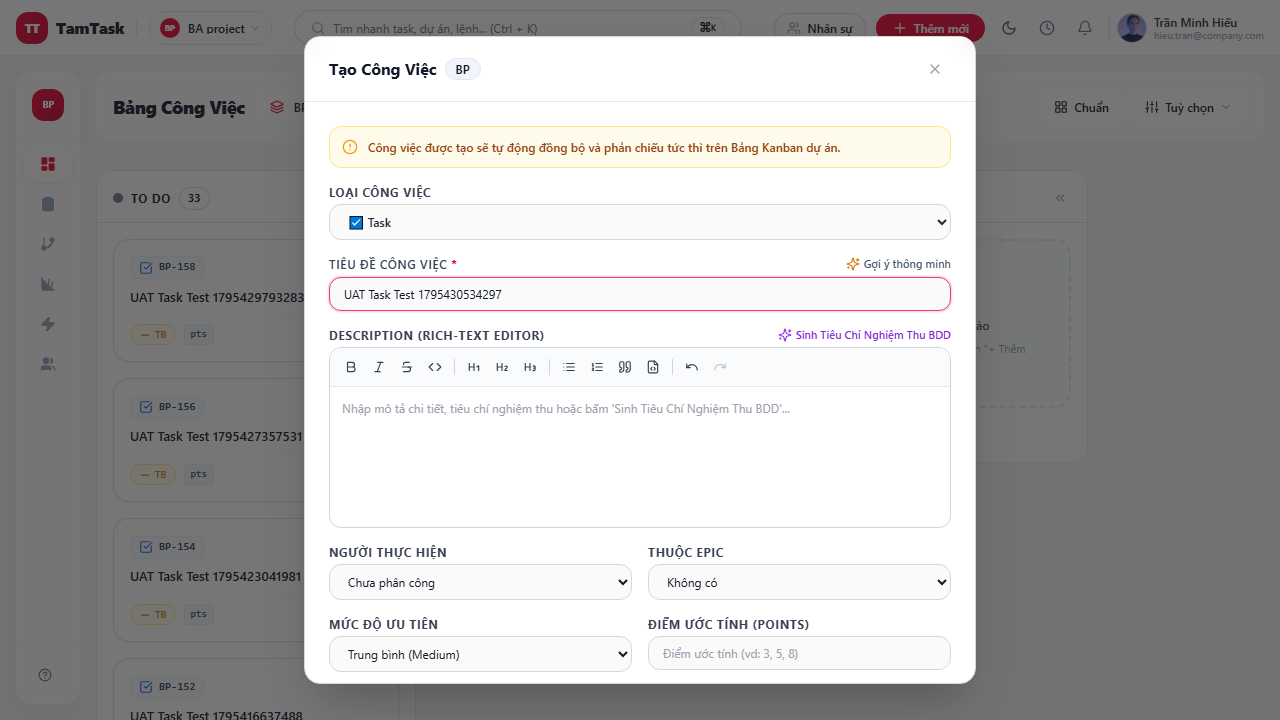 TT TamTask BP BA project Tìm nhanh task, dự án, lệnh... (Ctrl + K) ⌘K Nhân sự + Thêm mới Trần Minh Hiếu
hieu.tran@company.com
Tạo Công Việc BP
BP Bảng Công Việc Chuẩn Tuỳ chọn
Công việc được tạo sẽ tự động đồng bộ và phản chiếu tức thì trên Bảng Kanban dự án.
LOẠI CÔNG VIỆC
TO DO 33
Task
TIÊU ĐỀ CÔNG VIỆC * Gợi ý thông minh
BP-158
UAT Task Test 1795429793283
UAT Task Test 1795430534297
TB pts
DESCRIPTION (RICH-TEXT EDITOR) Sinh Tiêu Chí Nghiệm Thu BDD
"+ Thêm
H1 H2 H3
BP-156
Nhập mô tả chi tiết, tiêu chí nghiệm thu hoặc bấm 'Sinh Tiêu Chí Nghiệm Thu BDD'...
UAT Task Test 1795427357531
TB pts
BP-154
NGƯỜI THỰC HIỆN THUỘC EPIC
UAT Task Test 1795423041981
Chưa phân công Không có
TB pts
MỨC ĐỘ ƯU TIÊN ĐIỂM ƯỚC TÍNH (POINTS)
Trung bình (Medium) Điểm ước tính (vd: 3, 5, 8)
BP-152
UAT Task Test 1795416637488